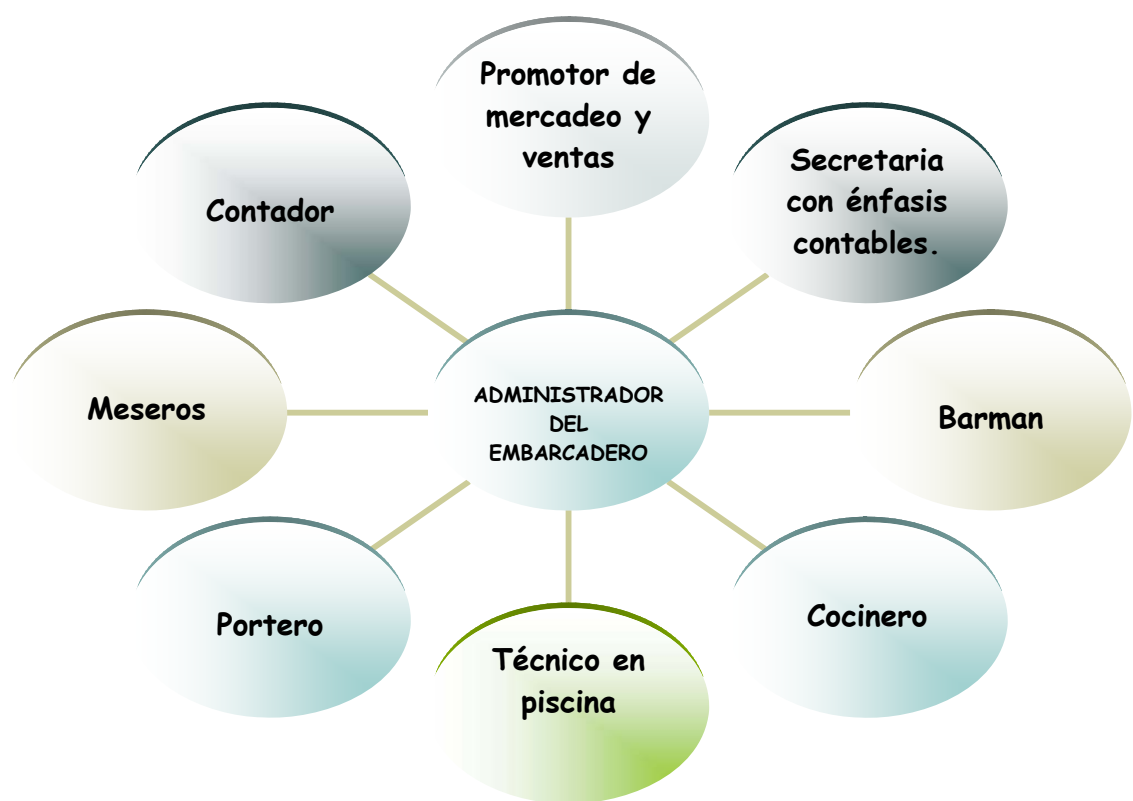 Promotor de
mercadeo y
ventas
Secretaria
con énfasis
contables.
Contador
ADMINISTRADOR
DEL
EMBARCADERO
Meseros
Barman
Portero
Cocinero
Técnico en
piscina